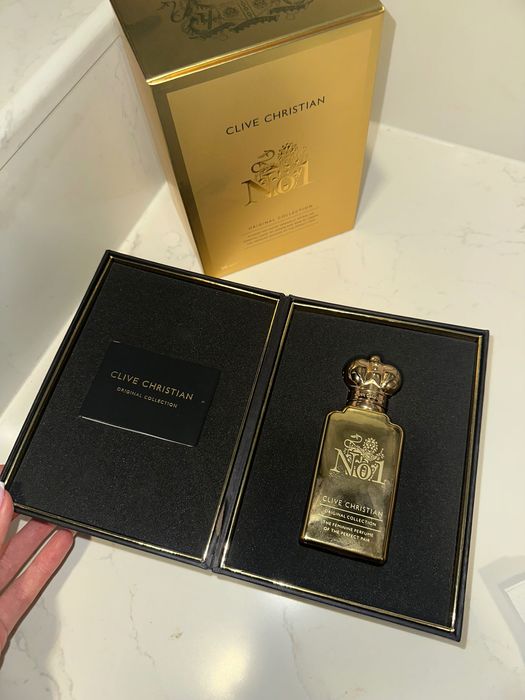 CLIVE CHRISTIAN
No1
ORIGINAL COLLECTION
CLIVE CHRISTIAN
ORIGINAL COLLECTION
No1
CLIVE CHRISTIAN
ORIGINAL COLLECTION
THE FEMININE PERFUME
OF THE PERFECT PAIR